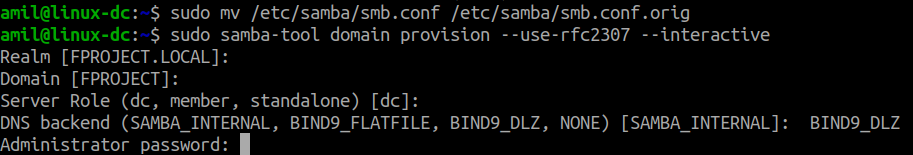 amil@linux-dc:~$ sudo mv /etc/samba/smb.conf /etc/samba/smb.conf.orig
amil@linux-dc:~$ sudo samba-tool domain provision --use-rfc2307 --interactive
Realm [FPROJECT.LOCAL]:
Domain [FPROJECT]:
Server Role (dc, member, standalone) [dc]:
DNS backend (SAMBA_INTERNAL, BIND9_FLATFILE, BIND9_DLZ, NONE) [SAMBA_INTERNAL]:  BIND9_DLZ
Administrator password: